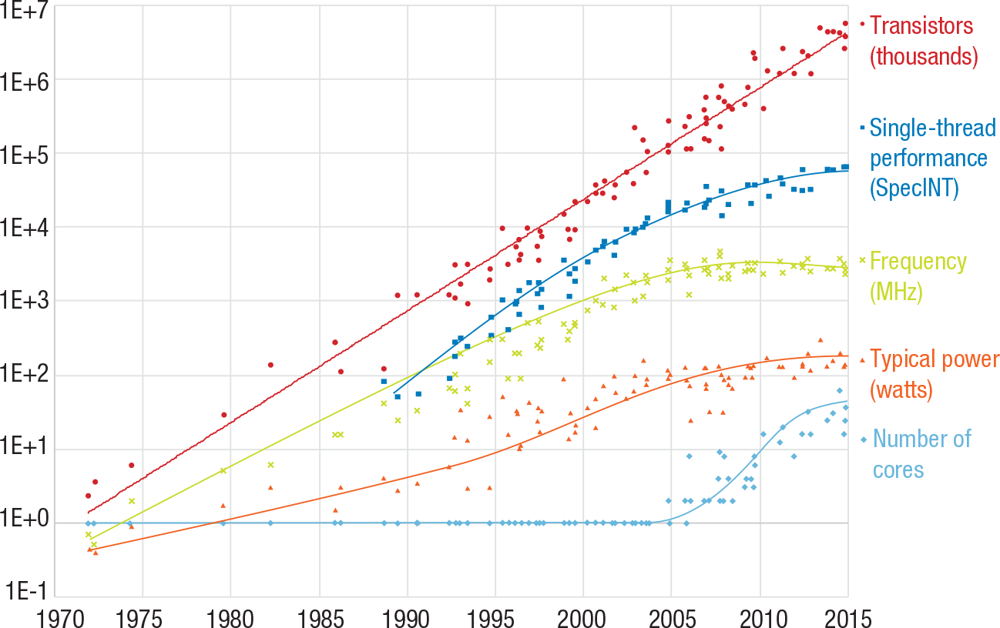 1E+7
1E+6
1E+5
1E+4
1E+3
1E+2
1E+1
1E+0
1E-1
1970 1975 1980 1985 1990 1995 2000 2005 2010 2015
Transistors
(thousands)
Single-thread
performance
(SpecINT)
Frequency
(MHz)
Typical power
(watts)
Number of
cores